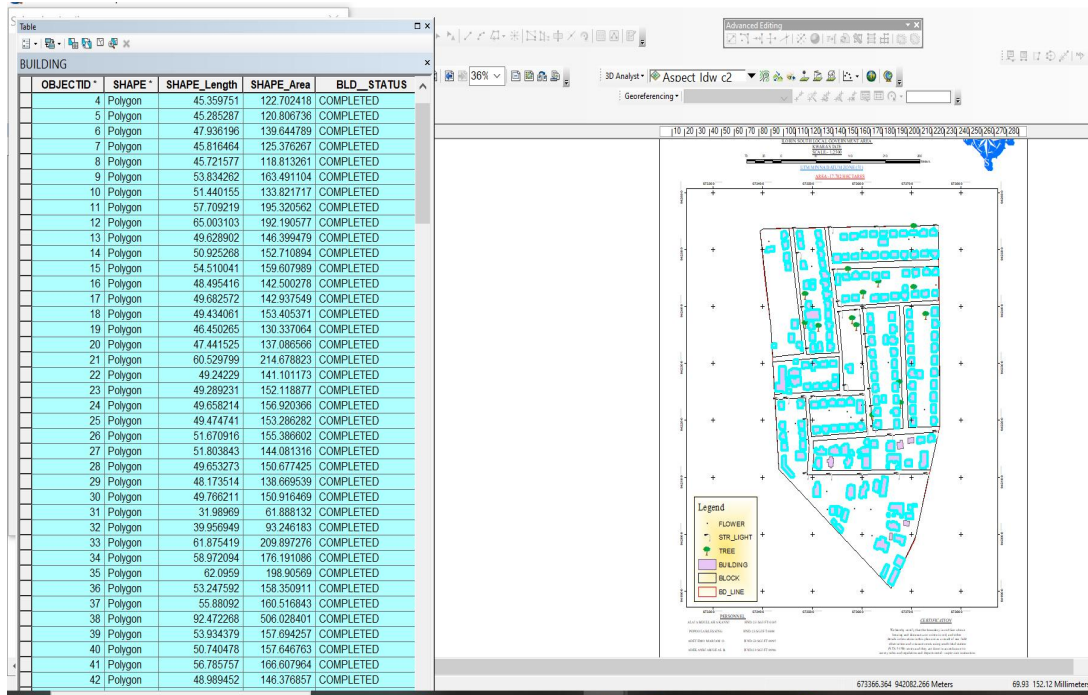 Table
BUILDING
OBJECTID * SHAPE * SHAPE_Length SHAPE_Area BLD__STATUS
4 Polygon 45.359751 122.702418 COMPLETED
5 Polygon 45.285287 120.806736 COMPLETED
6 Polygon 47.936196 139.644789 COMPLETED
7 Polygon 45.816464 125.376267 COMPLETED
8 Polygon 45.721577 118.813261 COMPLETED
9 Polygon 53.834262 163.491104 COMPLETED
10 Polygon 51.440155 133.821717 COMPLETED
11 Polygon 57.709219 195.320562 COMPLETED
12 Polygon 65.003103 192.190577 COMPLETED
13 Polygon 49.628902 146.399479 COMPLETED
14 Polygon 50.925268 152.710894 COMPLETED
15 Polygon 54.510041 159.607989 COMPLETED
16 Polygon 48.495416 142.500278 COMPLETED
17 Polygon 49.682572 142.937549 COMPLETED
18 Polygon 49.434061 153.405371 COMPLETED
19 Polygon 46.450265 130.337064 COMPLETED
20 Polygon 47.441525 137.086566 COMPLETED
21 Polygon 60.529799 214.678823 COMPLETED
22 Polygon 49.24229 141.101173 COMPLETED
23 Polygon 49.289231 152.118877 COMPLETED
24 Polygon 49.658214 156.920366 COMPLETED
25 Polygon 49.474741 153.286282 COMPLETED
26 Polygon 51.670916 155.386602 COMPLETED
27 Polygon 51.803843 144.081316 COMPLETED
28 Polygon 49.653273 150.677425 COMPLETED
29 Polygon 48.173514 138.669539 COMPLETED
30 Polygon 49.766211 150.916469 COMPLETED
31 Polygon 31.98969 61.888132 COMPLETED
32 Polygon 39.956949 93.246183 COMPLETED
33 Polygon 61.875419 209.897276 COMPLETED
34 Polygon 58.972094 176.191086 COMPLETED
35 Polygon 62.0959 198.90569 COMPLETED
36 Polygon 53.247592 158.350911 COMPLETED
37 Polygon 55.88092 160.516843 COMPLETED
38 Polygon 92.472268 506.028401 COMPLETED
39 Polygon 53.934379 157.694257 COMPLETED
40 Polygon 50.740478 157.646763 COMPLETED
41 Polygon 56.785757 166.607964 COMPLETED
42 Polygon 48.989452 146.376857 COMPLETED
Advanced Editing
36%
3D Analyst Aspect Idw c2
Georeferencing
10 20 30 40 50 60 70 80 90 100 110 120 130 140 150 160 170 180 190 200 210 220 230 240 250 260 270 280
Legend
FLOWER
STR_LIGHT
TREE
BUILDING
BLOCK
BD_LINE
PERSONNEL
CERTIFICATION
673366.364 942082.266 Meters 69.93 152.12 Millimeters